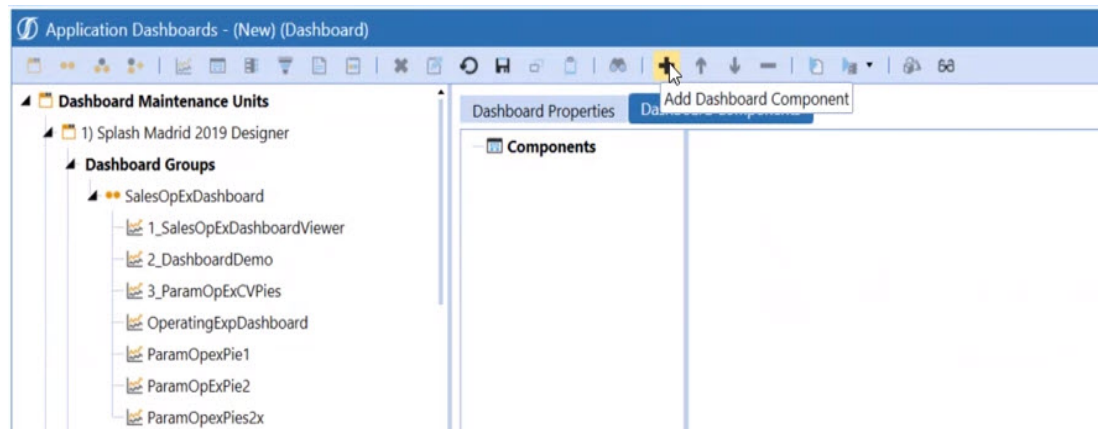 Application Dashboards - (New) (Dashboard)
Add Dashboard Component
Dashboard Maintenance Units
1) Splash Madrid 2019 Designer
Dashboard Groups
SalesOpExDashboard
1_SalesOpExDashboardViewer
2_DashboardDemo
3_ParamOpExCVPies
OperatingExpDashboard
ParamOpexPie1
ParamOpExPie2
ParamOpexPies2x
Dashboard Properties
Components